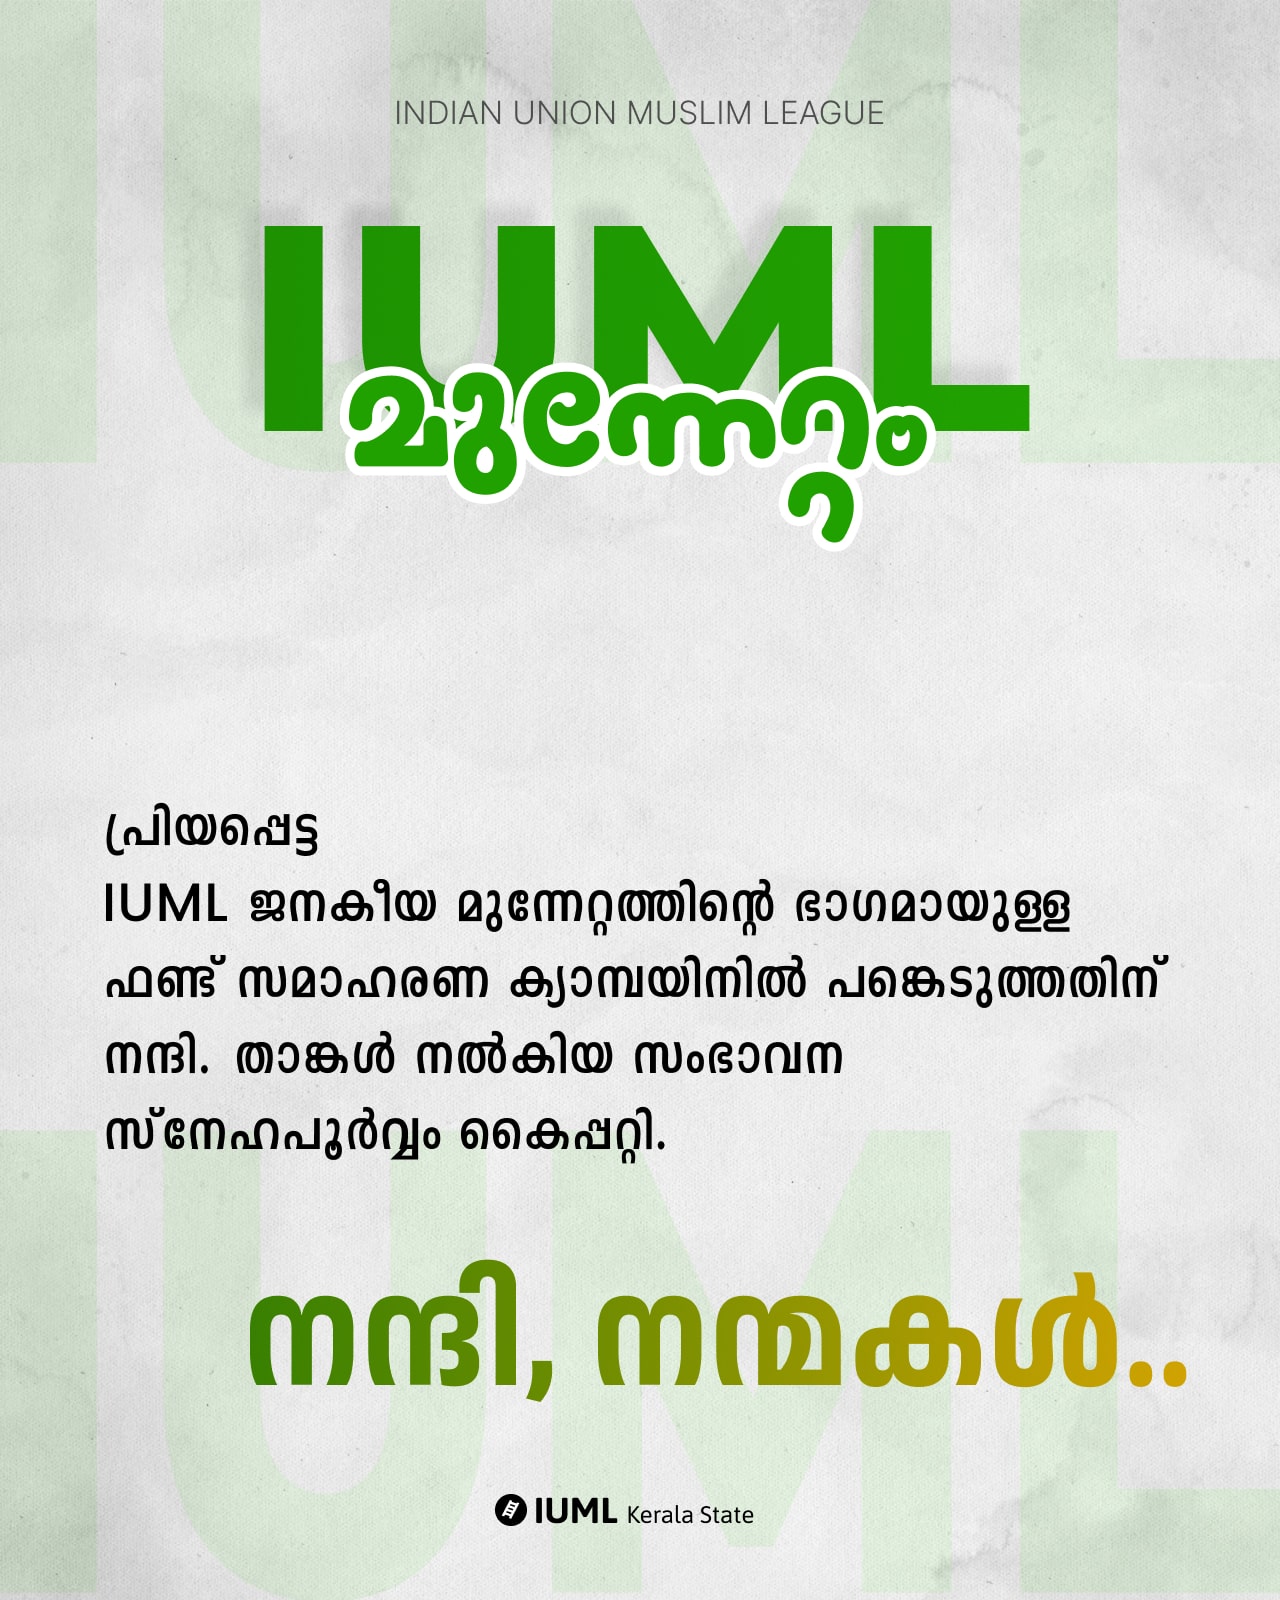 INDIAN UNION MUSLIM LEAGUE
IUML
മുന്നേറ്റം
പ്രിയപ്പെട്ട
IUML ജനകീയ മുന്നേറ്റത്തിന്റെ ഭാഗമായുള്ള
ഫണ്ട് സമാഹരണ ക്യാമ്പയിനിൽ പങ്കെടുത്തതിന്
നന്ദി. താങ്കൾ നൽകിയ സംഭാവന
സ്നേഹപൂർവ്വം കൈപ്പറ്റി.
നന്ദി, നന്മകൾ..
IUML Kerala State